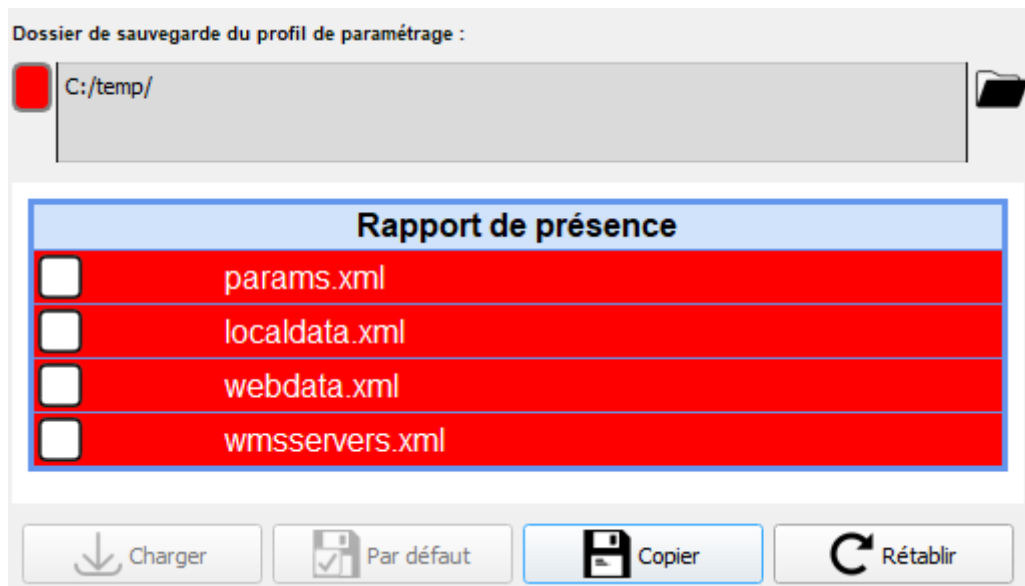 Dossier de sauvegarde du profil de paramétrage :
C:/temp/
Rapport de présence
params.xml
localdata.xml
webdata.xml
wmsservers.xml
Charger Par défaut Copier Rétablir